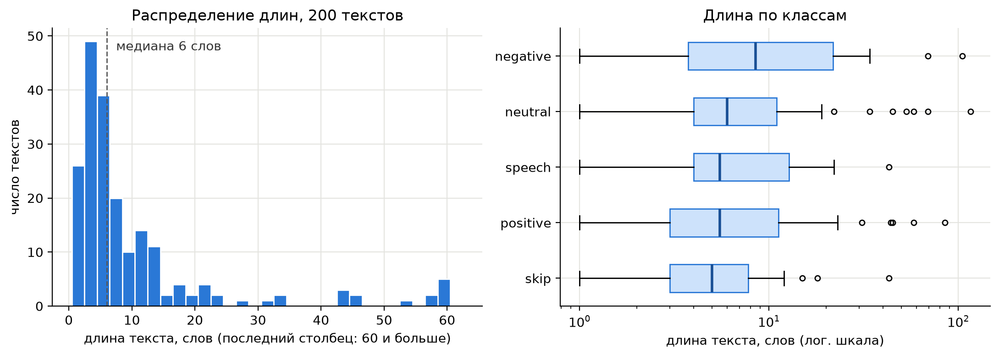 Распределение длин, 200 текстов
медиана 6 слов
число текстов
50
40
30
20
10
0
0 10 20 30 40 50 60
длина текста, слов (последний столбец: 60 и больше)
Длина по классам
negative
neutral
speech
positive
skip
10⁰ 10¹ 10²
длина текста, слов (лог. шкала)